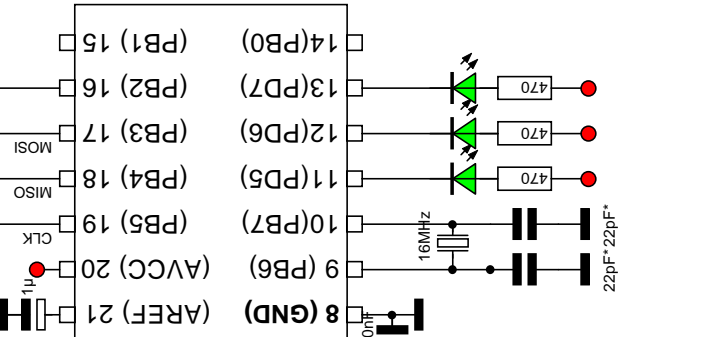 15 (PB1)
(PB0)14
16 (PB2)
(PD7)13
470
MOSI
17 (PB3)
(PD6)12
470
MISO
18 (PB4)
(PD5)11
470
CLK
19 (PB5)
(PB7)10
16MHz
22pF*
20 (AVCC)
(PB6) 9
22pF*
1µ
21 (AREF)
(GND) 8